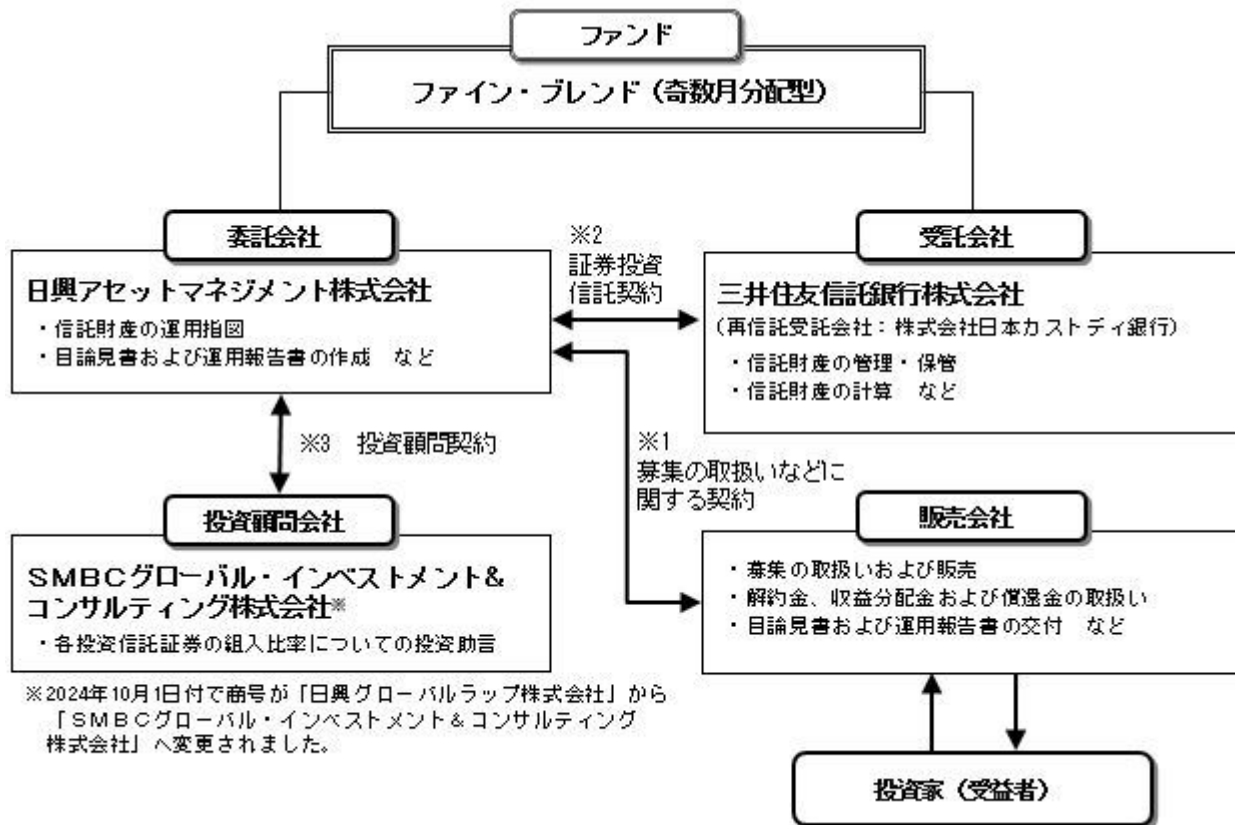 ファンド
ファイン・ブレンド（奇数月分配型）
委託会社
日興アセットマネジメント株式会社
・信託財産の運用指図
・目論見書および運用報告書の作成　など
※2
証券投資
信託契約
受託会社
三井住友信託銀行株式会社
（再信託受託会社：株式会社日本カストディ銀行）
・信託財産の管理・保管
・信託財産の計算　など
※3　投資顧問契約
※1
募集の取扱いなどに
関する契約
投資顧問会社
ＳＭＢＣグローバル・インベストメント＆
コンサルティング株式会社※
・各投資信託証券の組入比率についての投資助言
※2024年10月1日付で商号が「日興グローバルラップ株式会社」から
「ＳＭＢＣグローバル・インベストメント＆コンサルティング
株式会社」へ変更されました。
販売会社
・募集の取扱いおよび販売
・解約金、収益分配金および償還金の取扱い
・目論見書および運用報告書の交付　など
投資家（受益者）